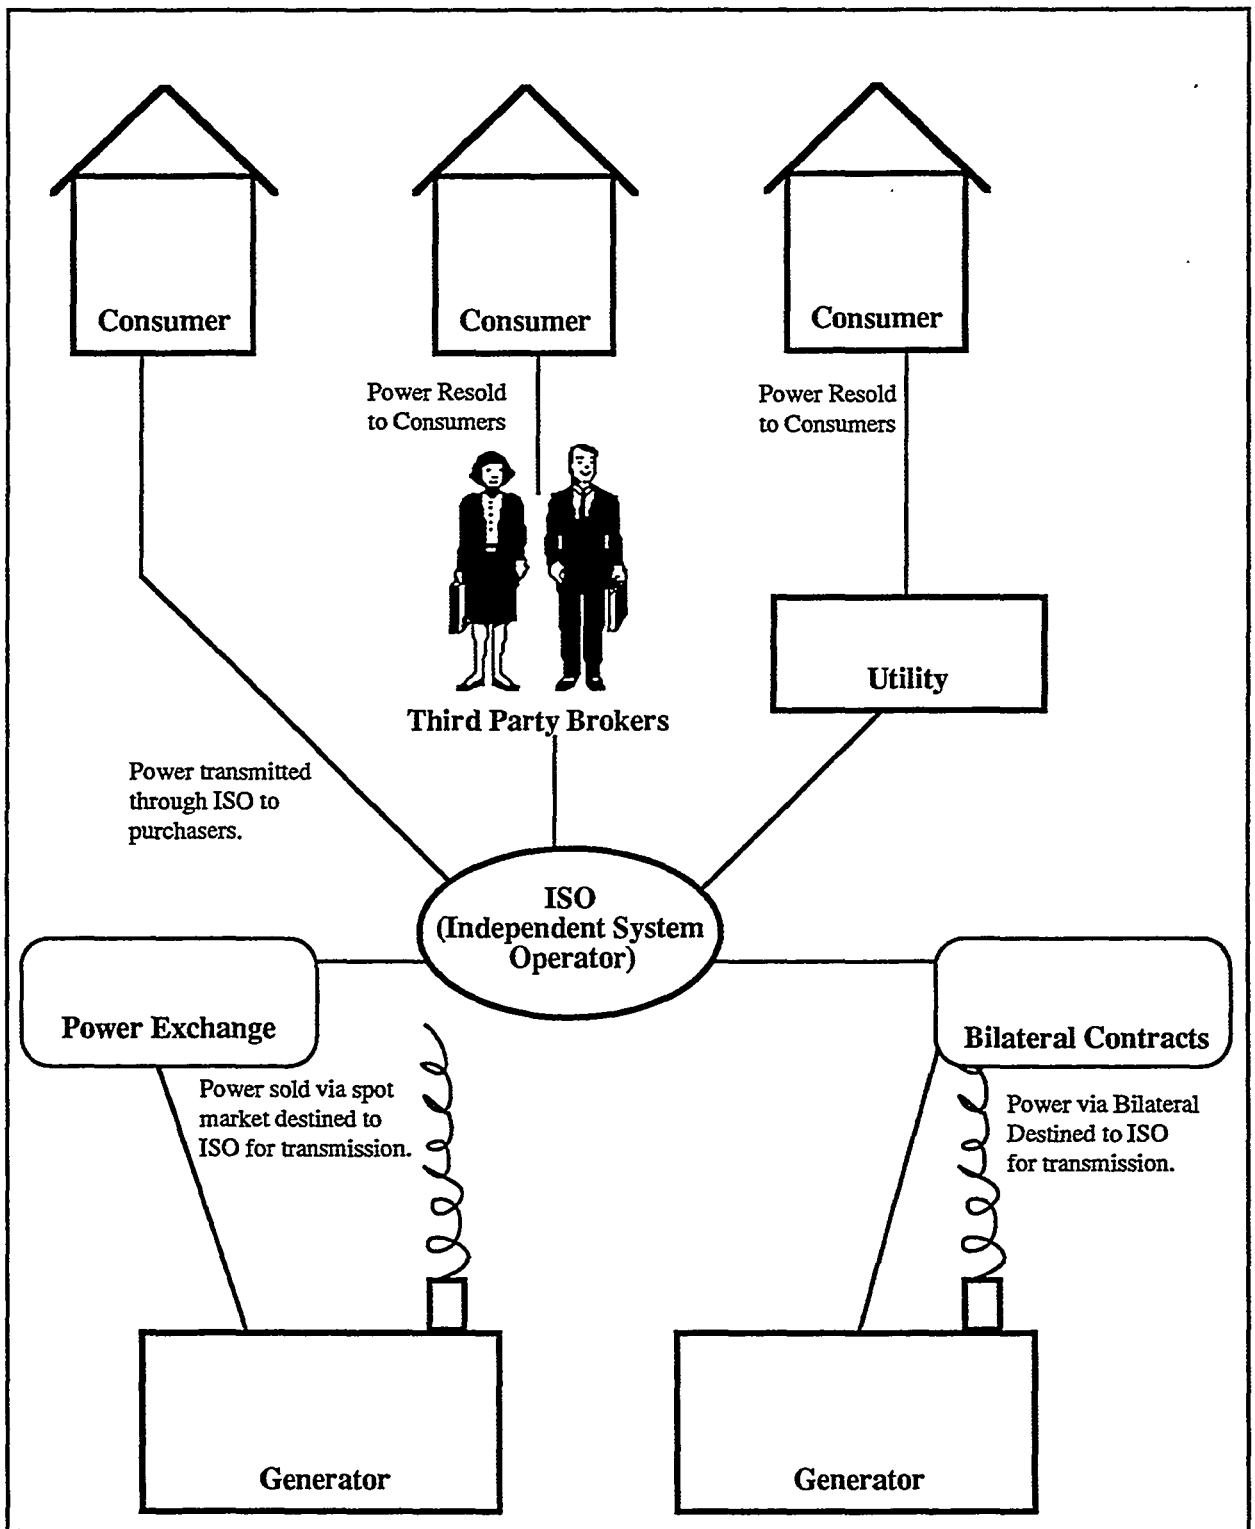 Consumer
Consumer
Consumer
Power Resold
to Consumers
Power Resold
to Consumers
Utility
Third Party Brokers
Power transmitted
through ISO to
purchasers.
ISO
(Independent System
Operator)
Power Exchange
Bilateral Contracts
Power sold via spot
market destined to
ISO for transmission.
Power via Bilateral
Destined to ISO
for transmission.
Generator
Generator